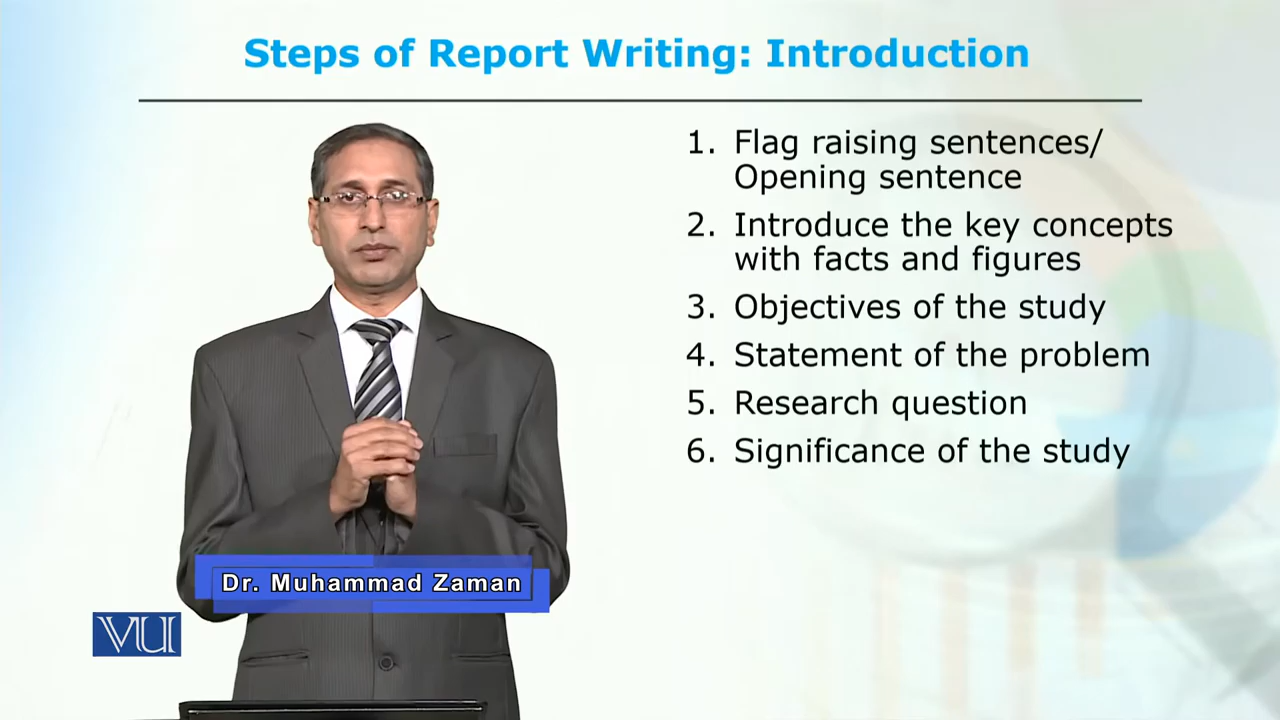 Steps of Report Writing: Introduction
1. Flag raising sentences/
Opening sentence
2. Introduce the key concepts
with facts and figures
3. Objectives of the study
4. Statement of the problem
5. Research question
6. Significance of the study
Dr. Muhammad Zaman
VU